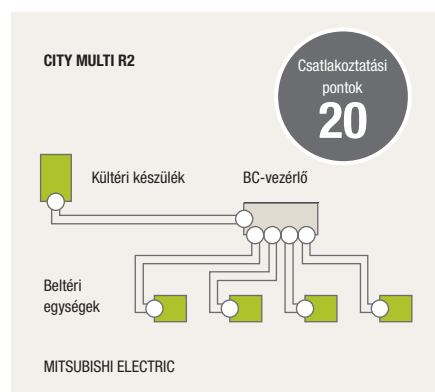 CITY MULTI R2
Csatlakoztatási
pontok
20
Kültéri készülék
BC-vezérlő
Beltéri
egységek
MITSUBISHI ELECTRIC